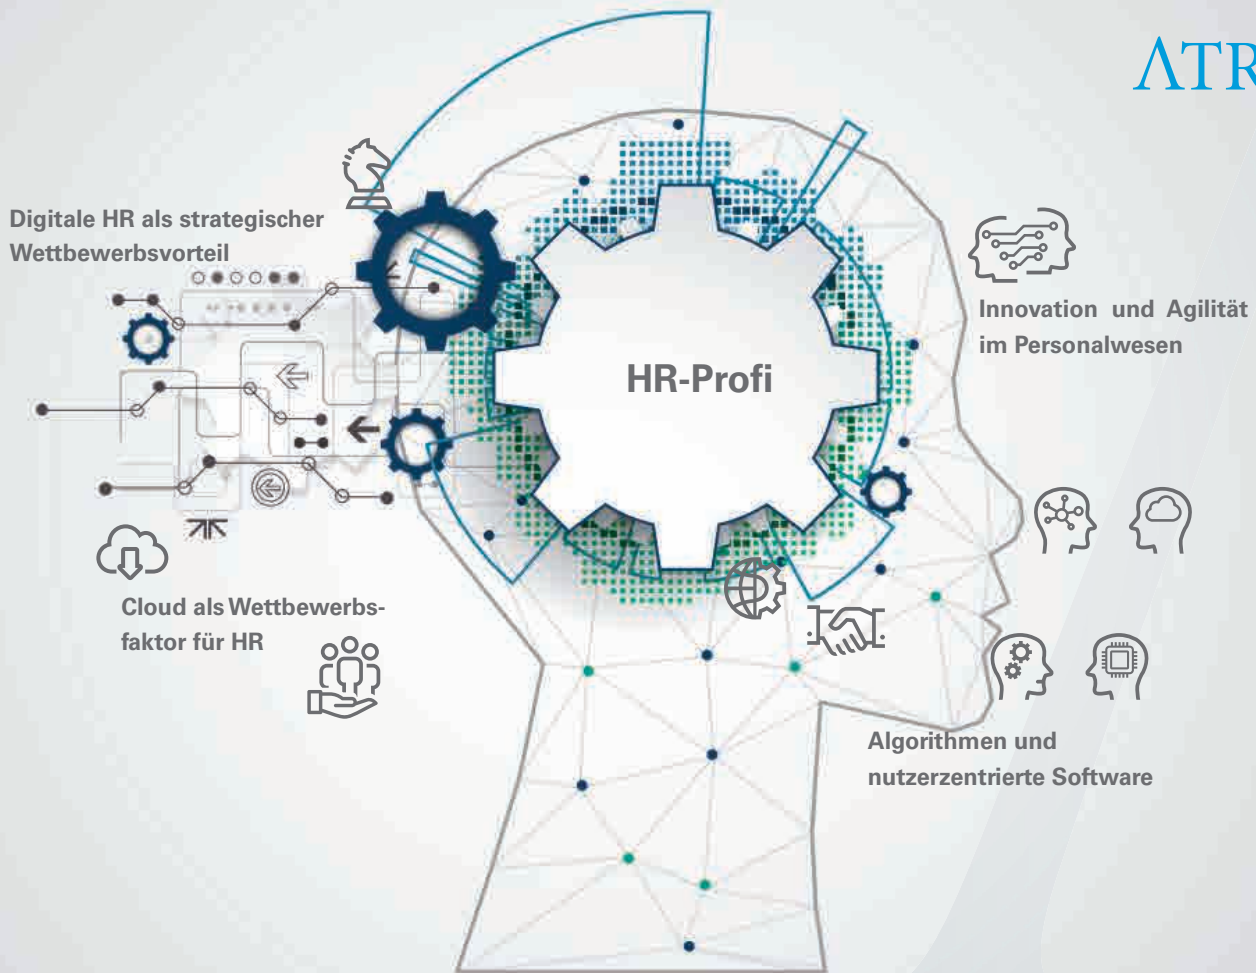 ATR
Digitale HR als strategischer
Wettbewerbsvorteil
Innovation und Agilität
im Personalwesen
HR-Profi
Cloud als Wettbewerbs-
faktor für HR
Algorithmen und
nutzerzentrierte Software